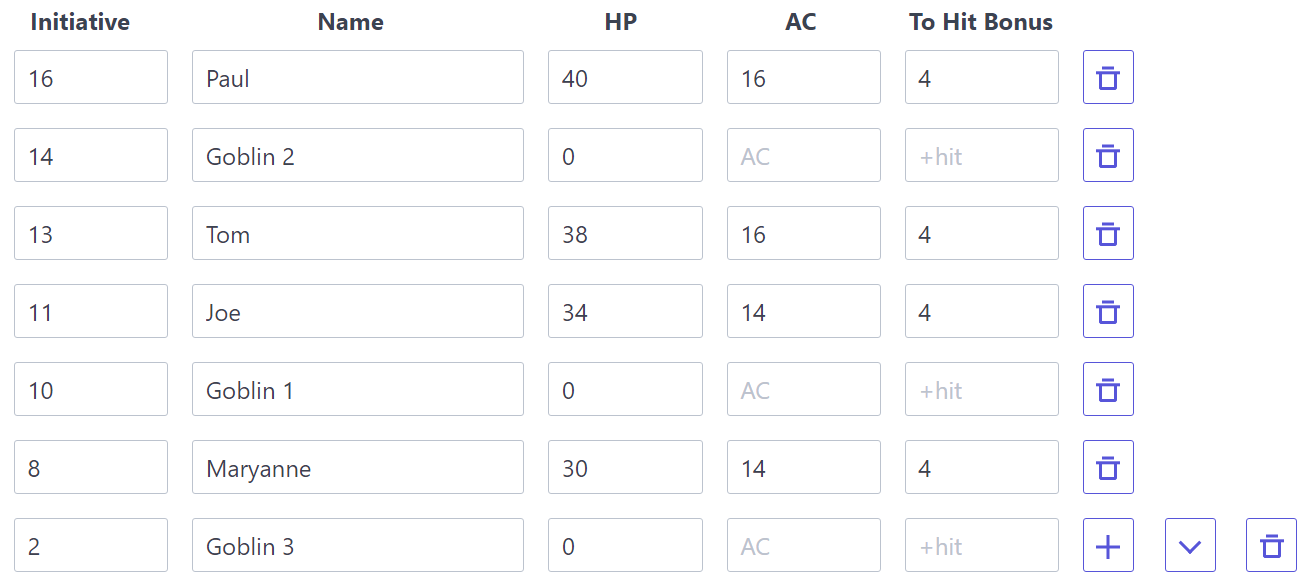 Initiative Name HP AC To Hit Bonus
16 Paul 40 16 4
14 Goblin 2 0 AC +hit
13 Tom 38 16 4
11 Joe 34 14 4
10 Goblin 1 0 AC +hit
8 Maryanne 30 14 4
2 Goblin 3 0 AC +hit